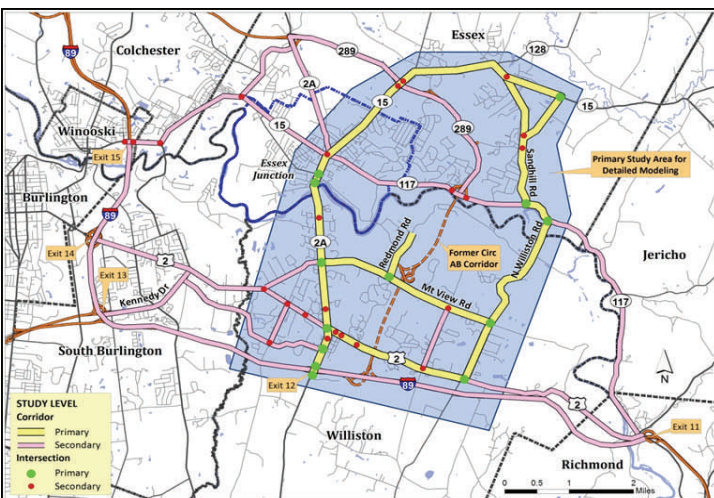 Essex
Colchester
89
289
128
2A
15
15
Winooski
15
289
Exit 15
Essex
Junction
Sandhill Rd
Primary Study Area for
Detailed Modeling
117
Burlington
89
Exit 14
2
2A
Redmond Rd
Former Circ
AB Corridor
N Williston Rd
Jericho
Exit 13
Kennedy Dr
Mt View Rd
117
South Burlington
2
Exit 12
89
N
2
STUDY LEVEL
Corridor
Primary
Secondary
Intersection
Primary
Secondary
Williston
Exit 11
Richmond
0 0.5 1 2
Miles